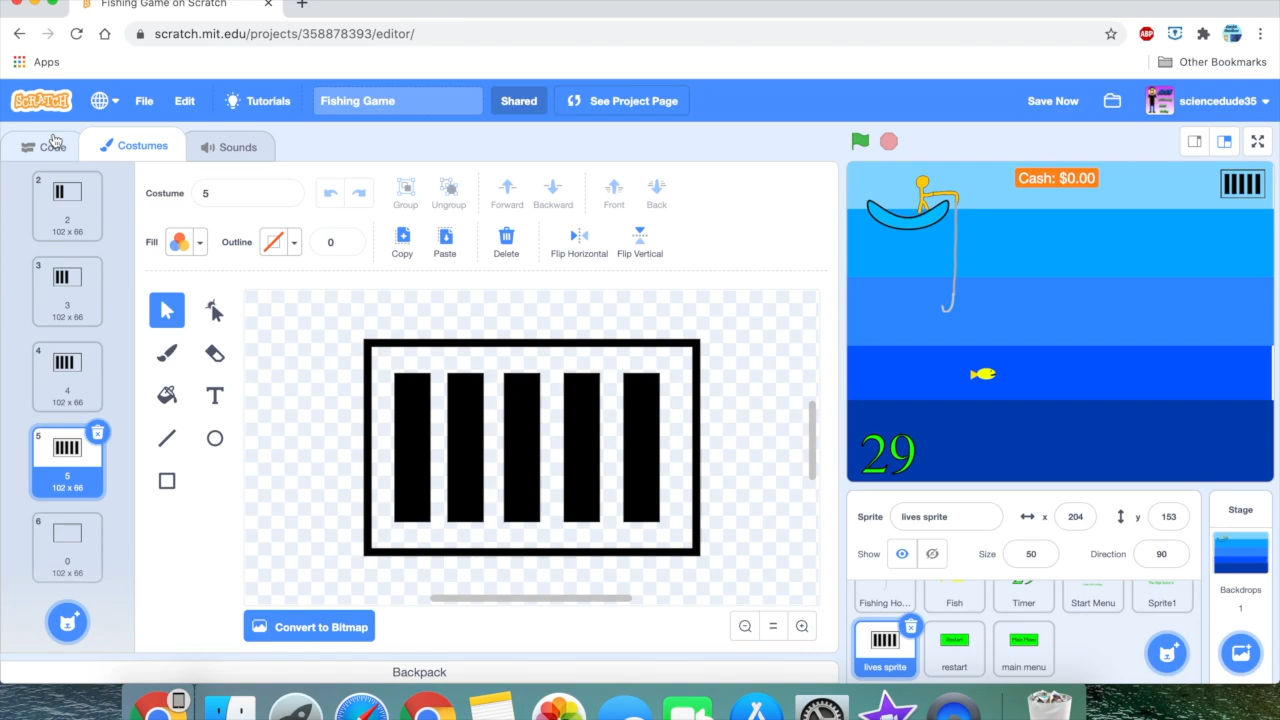 Fishing Game on Scratch
scratch.mit.edu/projects/358878393/editor/
ABP
Apps
Other Bookmarks
SCRATCH
File
Edit
Tutorials
Fishing Game
Shared
See Project Page
Save Now
sciencedude35
Code
Costumes
Sounds
2
2
102 x 66
3
3
102 x 66
4
4
102 x 66
5
5
102 x 66
6
0
102 x 66
Costume
5
Group
Ungroup
Forward
Backward
Front
Back
Fill
Outline
0
Copy
Paste
Delete
Flip Horizontal
Flip Vertical
Convert to Bitmap
Backpack
Cash: $0.00
29
Sprite
lives sprite
x
204
y
153
Show
Size
50
Direction
90
Fishing Ho...
Fish
Timer
Start Menu
Sprite1
lives sprite
Restart
restart
Main Menu
main menu
Stage
Backdrops
1